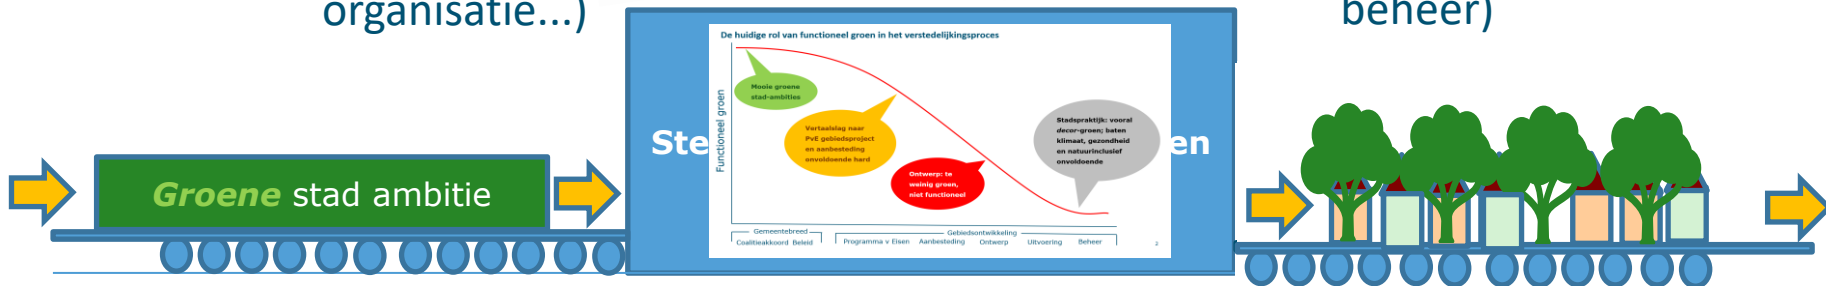 organisatie...)
beheer)
De huidige rol van functioneel groen in het verstedelijkingsproces
Functioneel groen
Mooie groene
stad-ambities
Vertaalslag naar
PvE gebiedsproject
en aanbesteding
onvoldoende hard
Ontwerp: te
weinig groen,
niet functioneel
Stadspraktijk: vooral
decor-groen; baten
klimaat, gezondheid
en natuurinclusief
onvoldoende
Ste
en
Groene stad ambitie
Gemeentebreed
Gebiedsontwikkeling
Coalitieakkoord Beleid
Programma v Eisen Aanbesteding Ontwerp Uitvoering Beheer
2